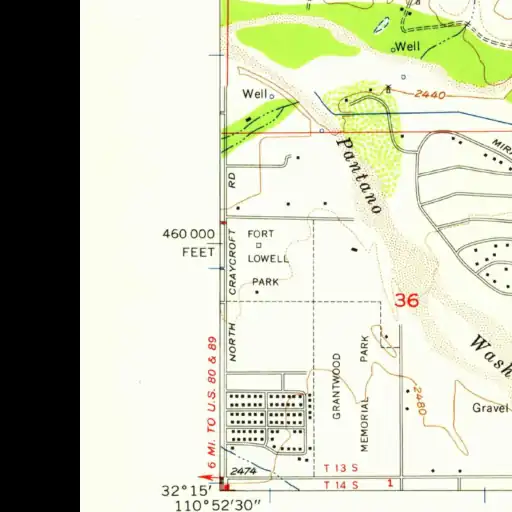 Well
Well
2440
MIR
Pantano
RD
460 000
FEET
FORT
LOWELL
PARK
NORTH CRAYCROFT
36
Wash
GRANTWOOD
MEMORIAL PARK
2480
Gravel
6 MI. TO U.S. 80 & 89
2474
T 13 S
T 14 S
1
32°15′
110°52′30″